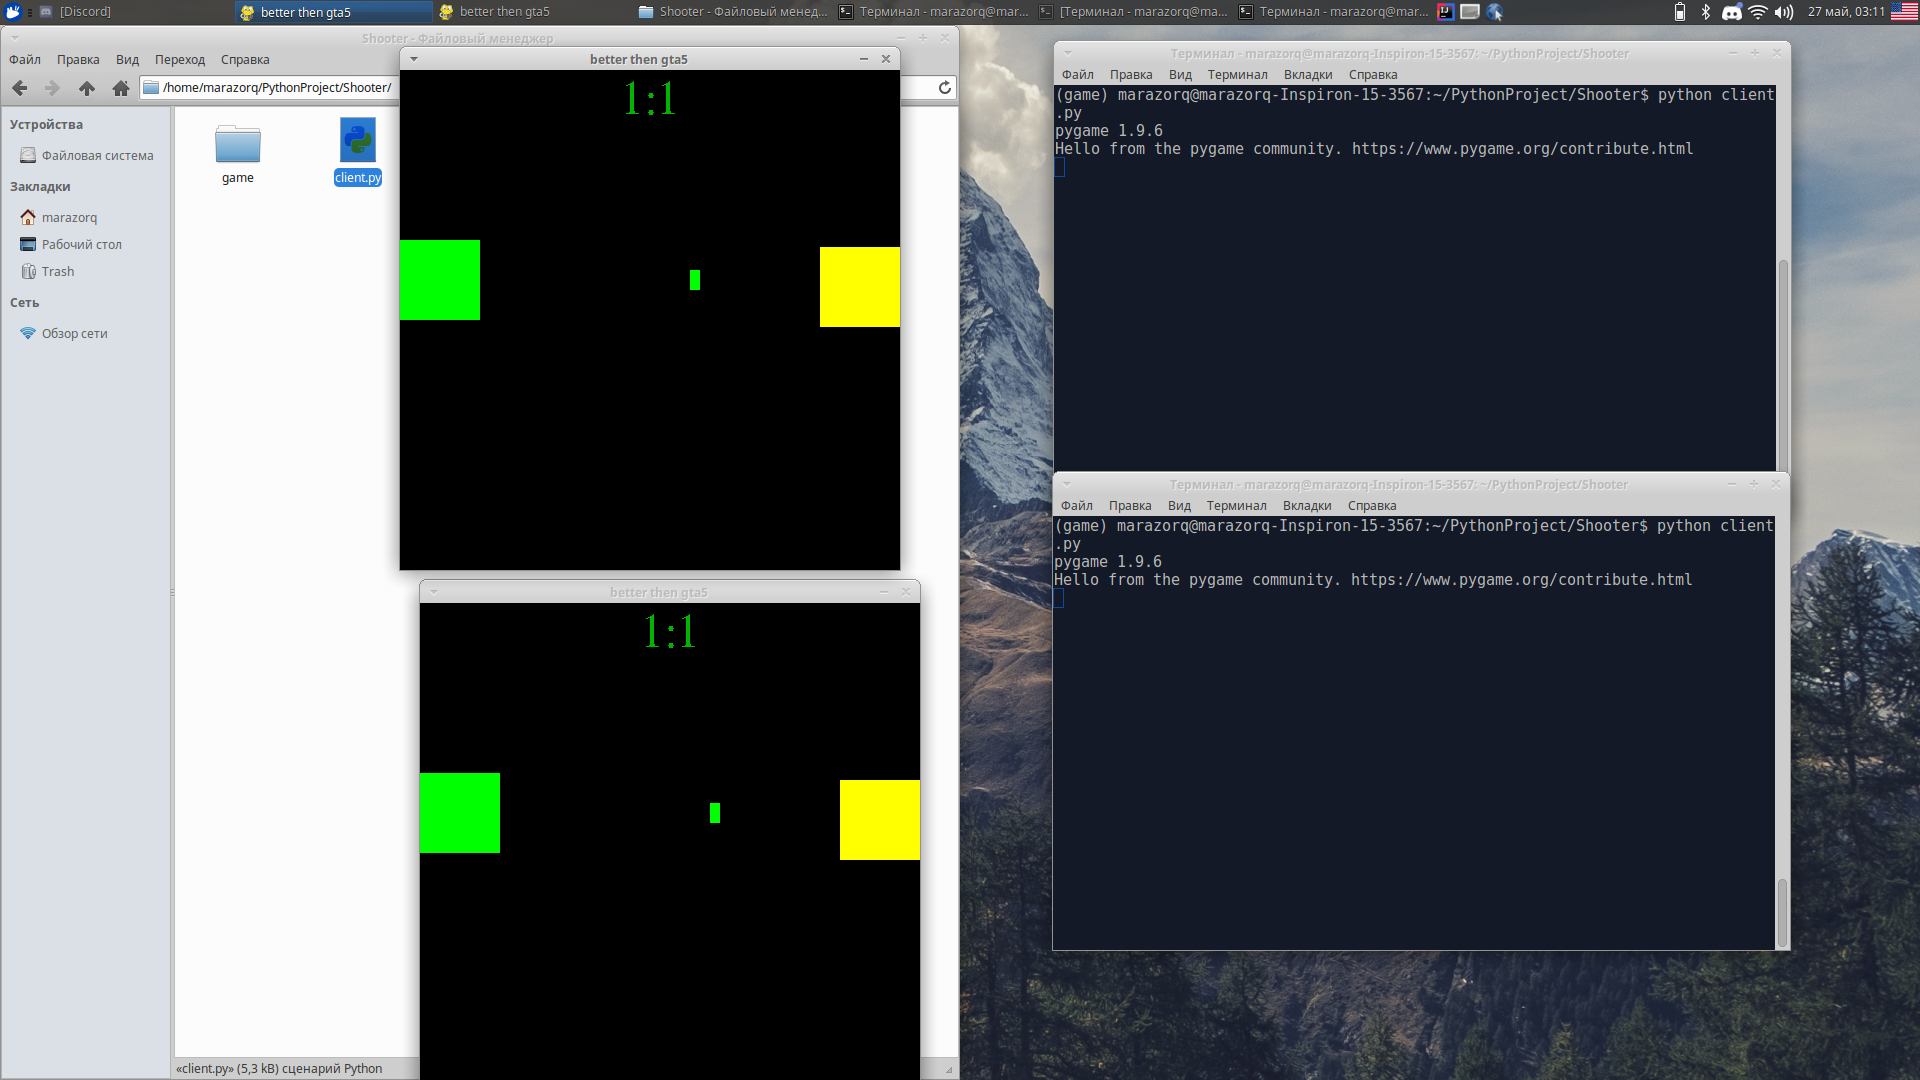 [Discord]
better then gta5
better then gta5
Shooter - Файловый менед...
Терминал - marazorq@mar...
[Терминал - marazorq@ma...
Терминал - marazorq@mar...
27 май, 03:11
Shooter - Файловый менеджер
Файл Правка Вид Переход Справка
/home/marazorq/PythonProject/Shooter/
Устройства
Файловая система
Закладки
marazorq
Рабочий стол
Trash
Сеть
Обзор сети
game
client.py
«client.py» (5,3 kB) сценарий Python
better then gta5
1:1
better then gta5
1:1
Терминал - marazorq@marazorq-Inspiron-15-3567: ~/PythonProject/Shooter
Файл Правка Вид Терминал Вкладки Справка
(game) marazorq@marazorq-Inspiron-15-3567:~/PythonProject/Shooter$ python client
.py
pygame 1.9.6
Hello from the pygame community. https://www.pygame.org/contribute.html
Терминал - marazorq@marazorq-Inspiron-15-3567: ~/PythonProject/Shooter
Файл Правка Вид Терминал Вкладки Справка
(game) marazorq@marazorq-Inspiron-15-3567:~/PythonProject/Shooter$ python client
.py
pygame 1.9.6
Hello from the pygame community. https://www.pygame.org/contribute.html